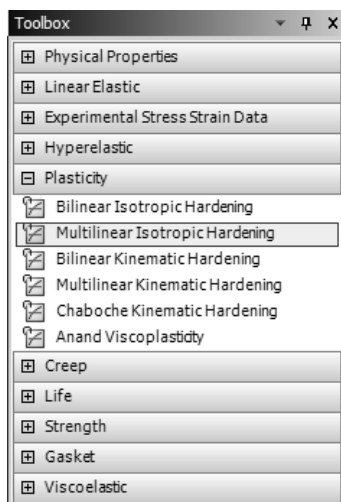 Toolbox
Physical Properties
Linear Elastic
Experimental Stress Strain Data
Hyperelastic
Plasticity
Bilinear Isotropic Hardening
Multilinear Isotropic Hardening
Bilinear Kinematic Hardening
Multilinear Kinematic Hardening
Chaboche Kinematic Hardening
Anand Viscoplasticity
Creep
Life
Strength
Gasket
Viscoelastic